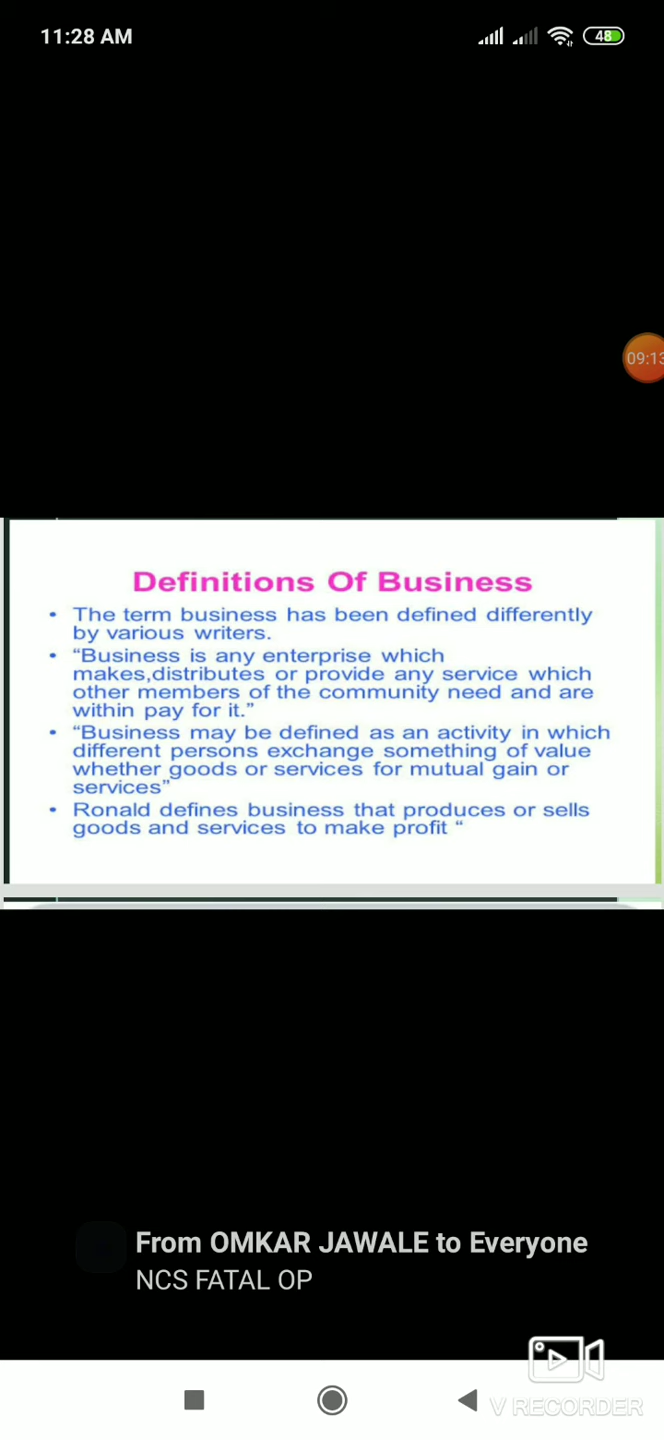 11:28 AM
48
09:13
Definitions Of Business
• The term business has been defined differently
by various writers.
• “Business is any enterprise which
makes,distributes or provide any service which
other members of the community need and are
within pay for it.”
• “Business may be defined as an activity in which
different persons exchange something of value
whether goods or services for mutual gain or
services”
• Ronald defines business that produces or sells
goods and services to make profit “
From OMKAR JAWALE to Everyone
NCS FATAL OP
V RECORDER